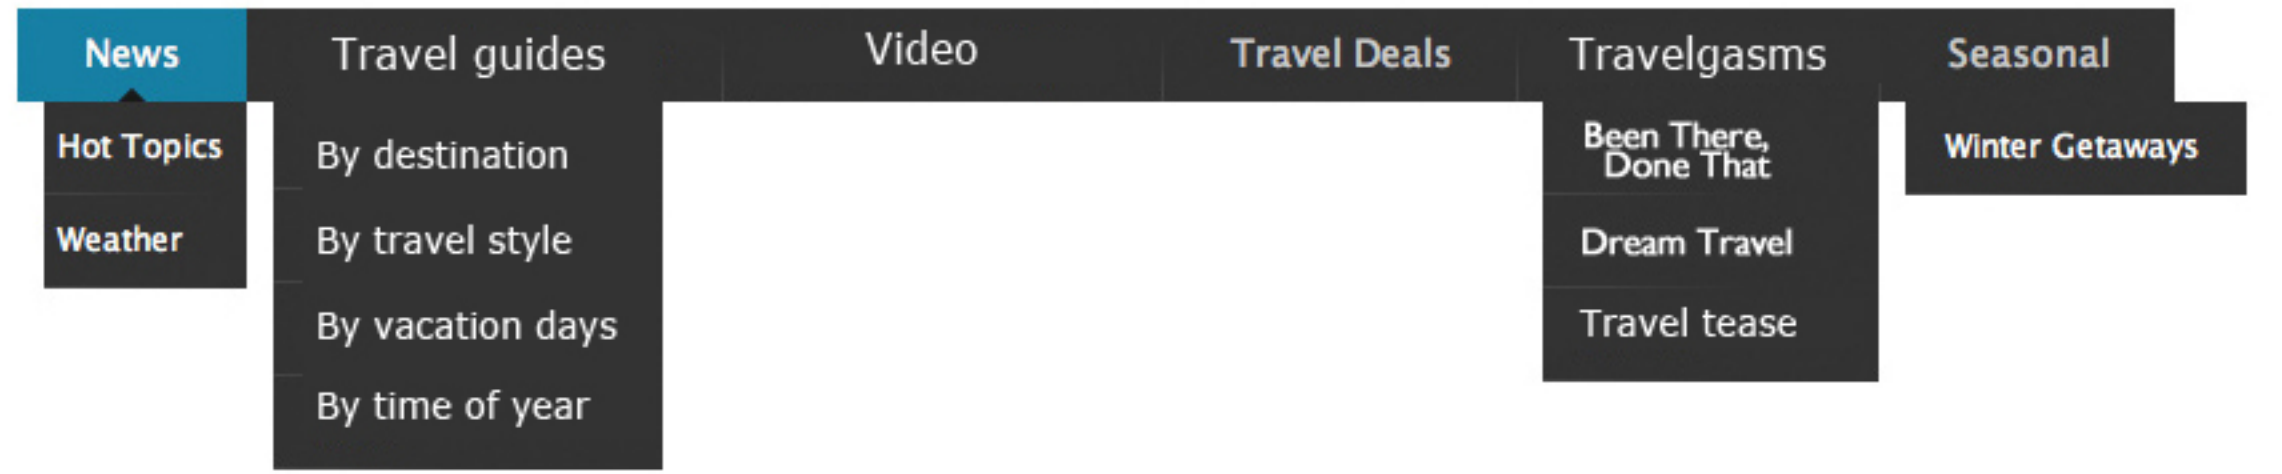 News
Travel guides
Video
Travel Deals
Travelgasms
Seasonal
Hot Topics
Weather
By destination
By travel style
By vacation days
By time of year
Been There,
Done That
Dream Travel
Travel tease
Winter Getaways